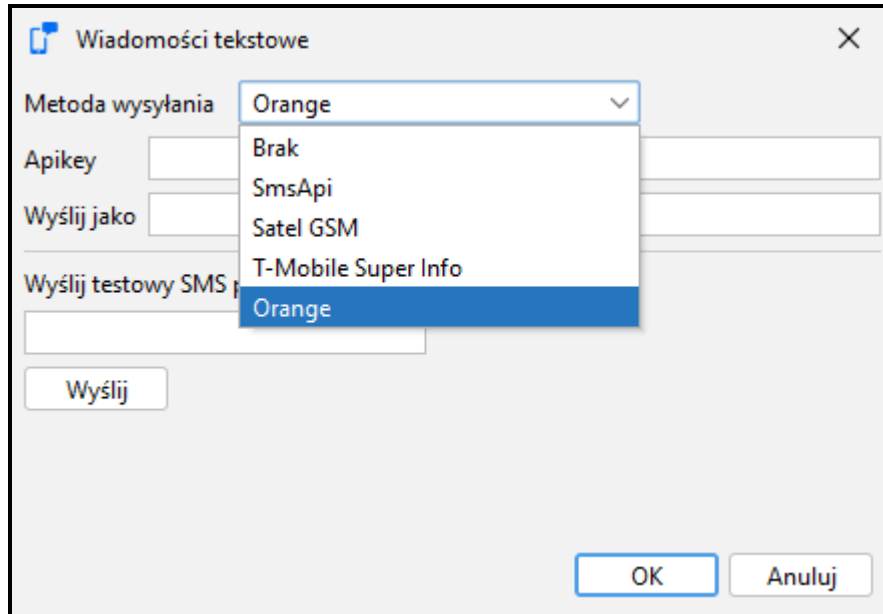 Wiadomości tekstowe
Metoda wysyłania Orange
Brak
Apikey
SmsApi
Wyślij jako
Satel GSM
T-Mobile Super Info
Wyślij testowy SMS
Orange
Wyślij
OK Anuluj